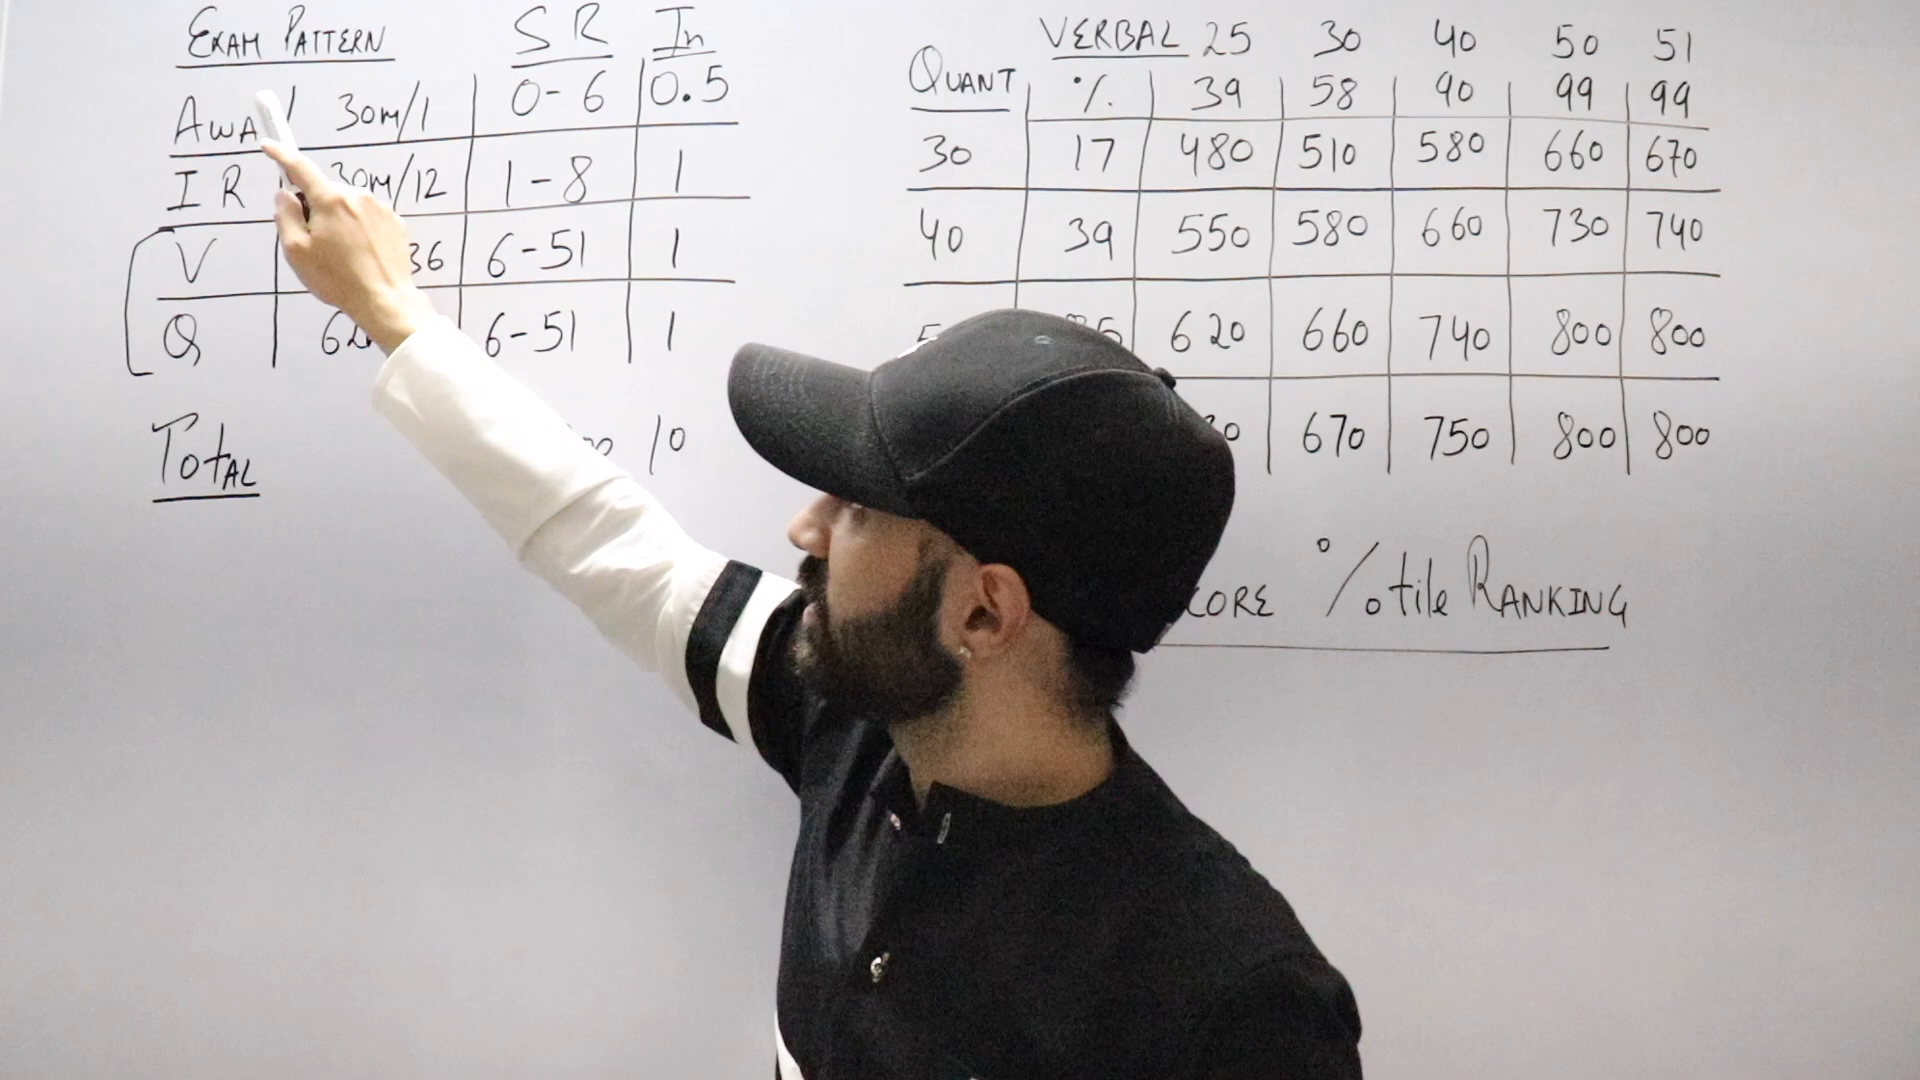 EXAM PATTERN SR In
AWA 30m/1 0-6 0.5
IR 30m/12 1-8 1
V 36 6-51 1
Q 6-51 1
TOTAL 10
VERBAL 25 30 40 50 51
QUANT % 39 58 90 99 99
30 17 480 510 580 660 670
40 39 550 580 660 730 740
620 660 740 800 800
670 750 800 800
%tile RANKING